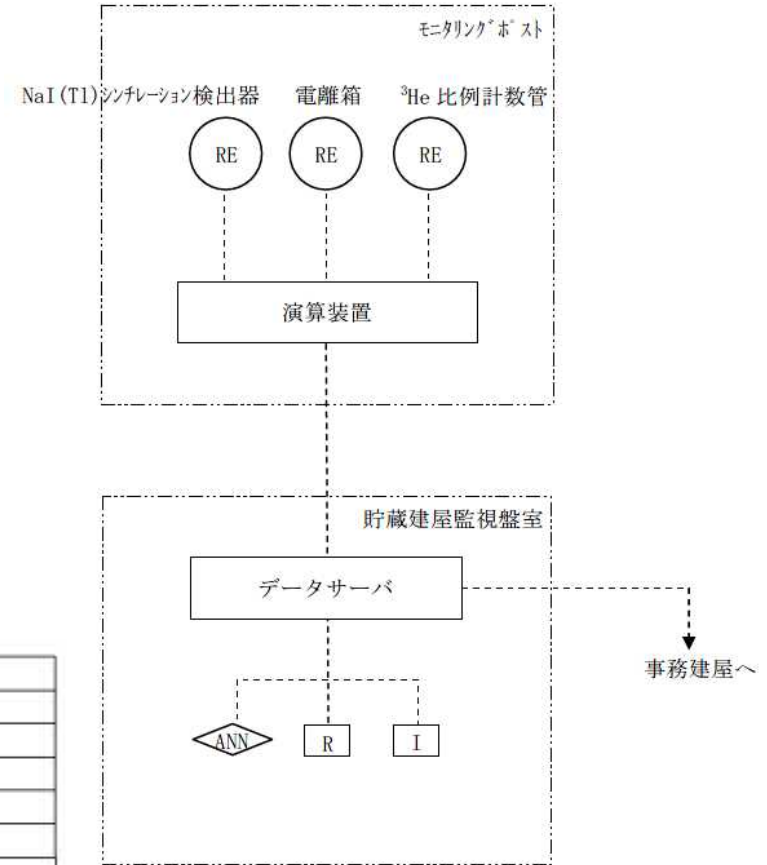 モニタリングポスト
NaI(Tl)シンチレーション検出器 電離箱 ³He 比例計数管
RE RE RE
演算装置
貯蔵建屋監視盤室
データサーバ
事務建屋へ
ANN R I